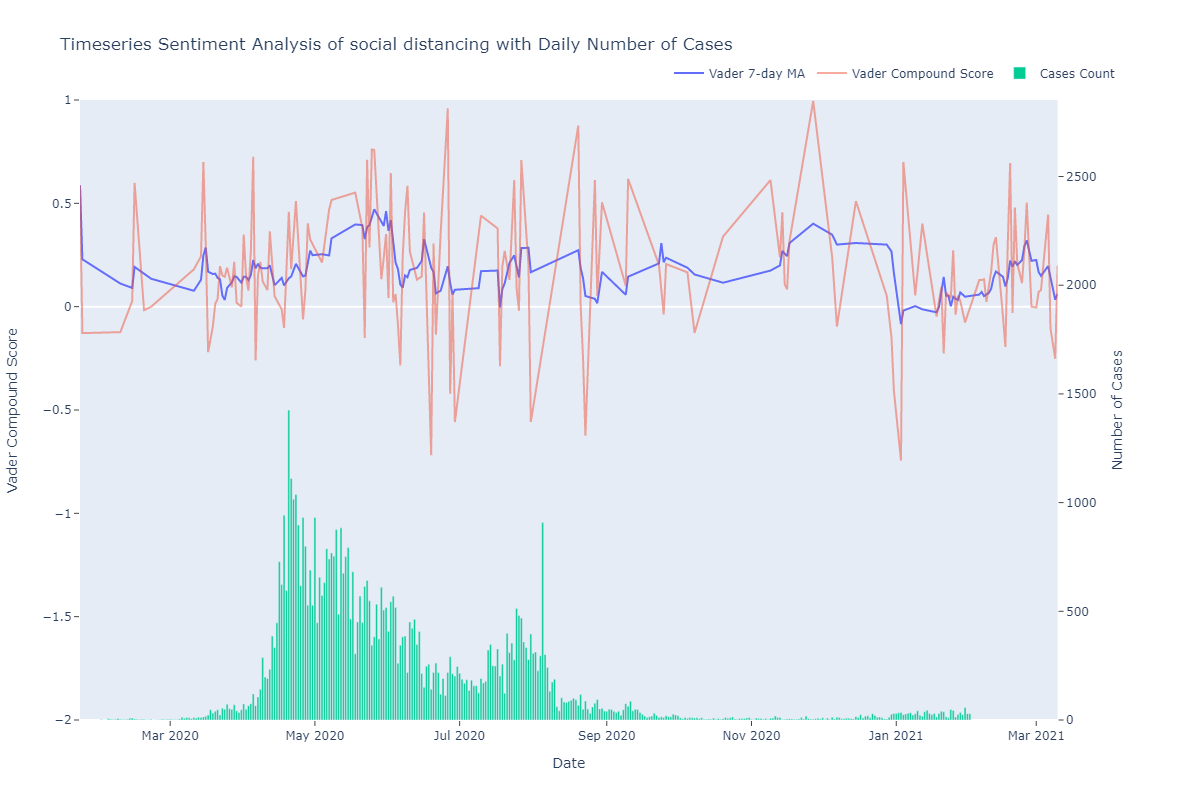 Timeseries Sentiment Analysis of social distancing with Daily Number of Cases
Vader 7-day MA
Vader Compound Score
Cases Count
1
0.5
0
−0.5
−1
−1.5
−2
Vader Compound Score
2500
2000
1500
1000
500
0
Number of Cases
Mar 2020
May 2020
Jul 2020
Sep 2020
Nov 2020
Jan 2021
Mar 2021
Date